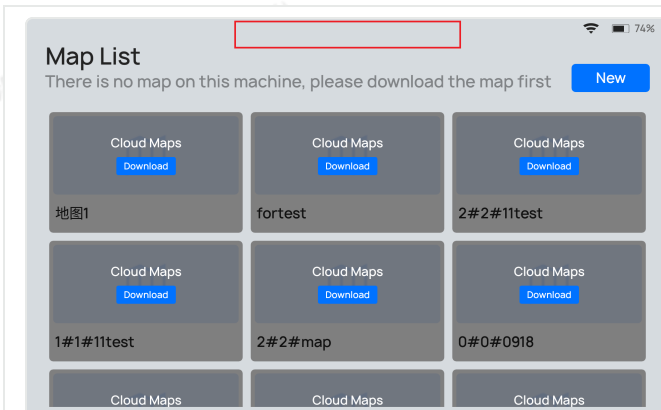 74%
Map List
There is no map on this machine, please download the map first
New
Cloud Maps
Download
地图1
Cloud Maps
Download
fortest
Cloud Maps
Download
2#2#11test
Cloud Maps
Download
1#1#11test
Cloud Maps
Download
2#2#map
Cloud Maps
Download
0#0#0918
Cloud Maps
Cloud Maps
Cloud Maps